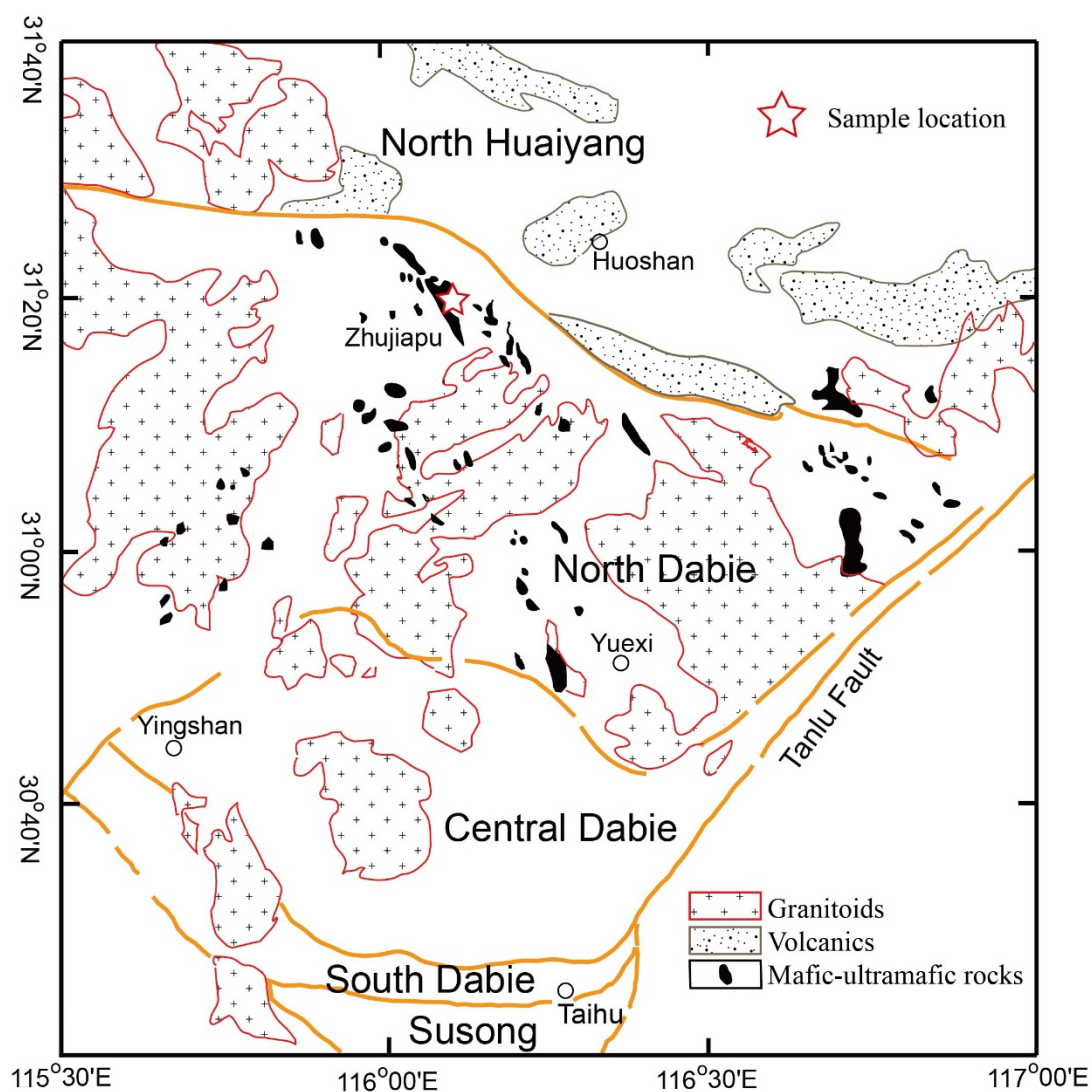 31°40'N
North Huaiyang
Sample location
Huoshan
31°20'N
Zhujiapu
31°00'N
North Dabie
Yuexi
Tanlu Fault
Yingshan
30°40'N
Central Dabie
Granitoids
Volcanics
Mafic-ultramafic rocks
South Dabie
Taihu
Susong
115°30'E
116°00'E
116°30'E
117°00'E